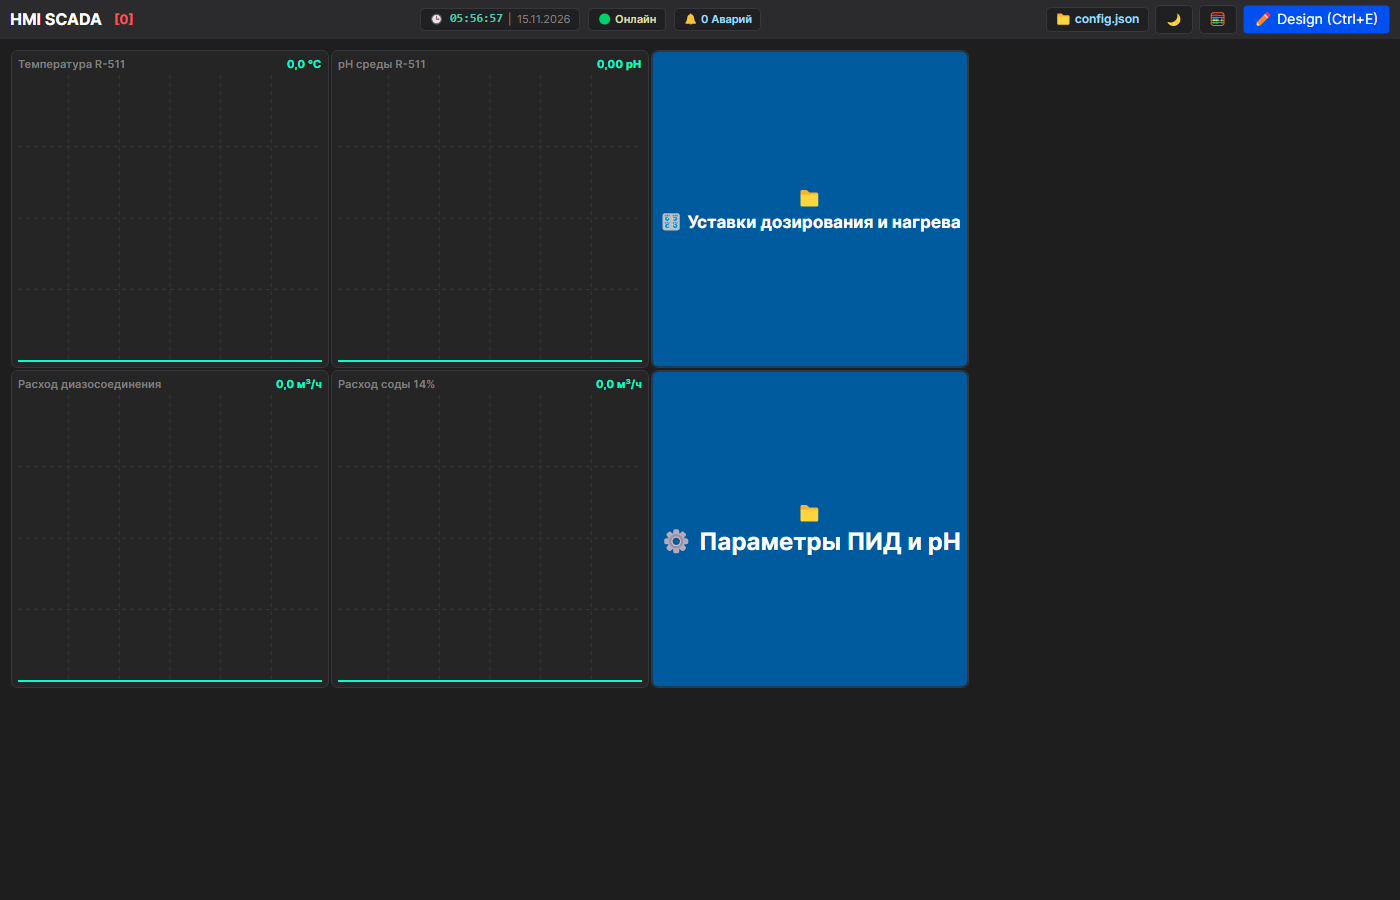 HMI SCADA [0]
05:56:57 | 15.11.2026
Онлайн
0 Аварий
config.json
Design (Ctrl+E)
Температура R-511 0,0 °C
pH среды R-511 0,00 pH
Уставки дозирования и нагрева
Расход диазосоединения 0,0 м³/ч
Расход соды 14% 0,0 м³/ч
Параметры ПИД и pH